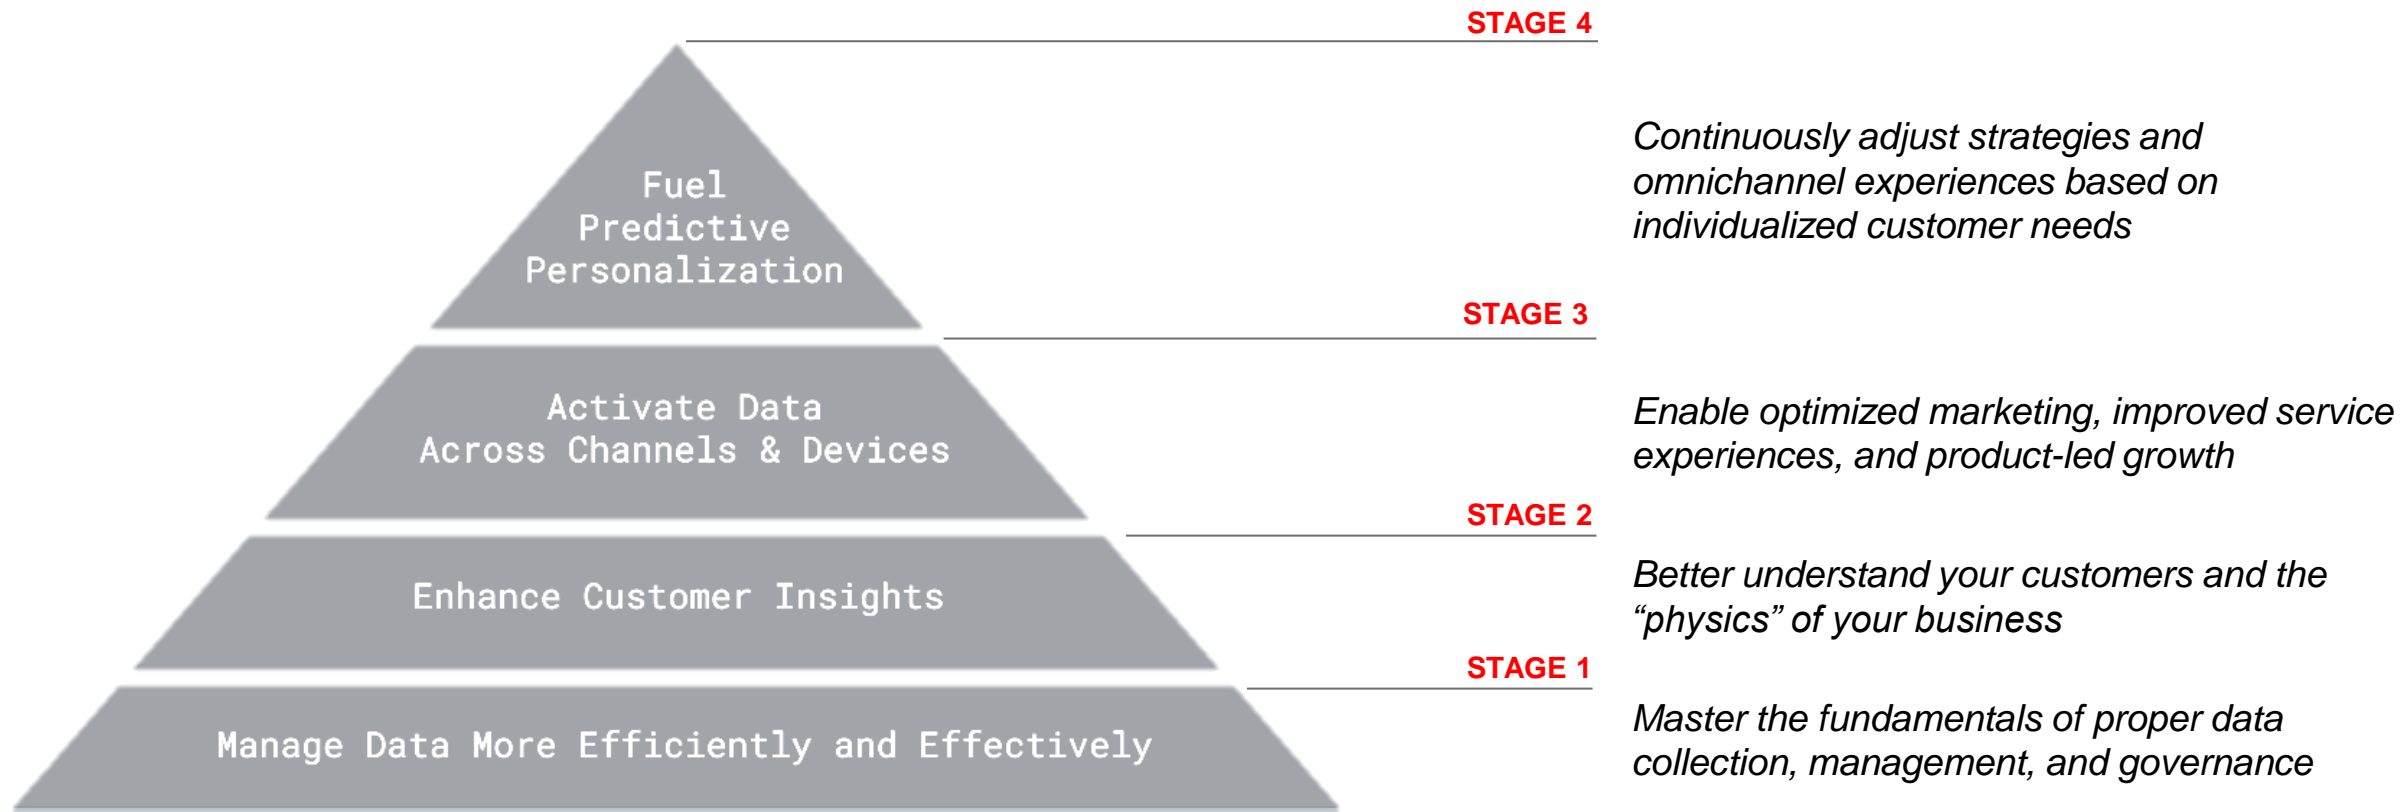 STAGE 4
Fuel
Predictive
Personalization
Continuously adjust strategies and
omnichannel experiences based on
individualized customer needs
STAGE 3
Activate Data
Across Channels & Devices
Enable optimized marketing, improved service
experiences, and product-led growth
STAGE 2
Enhance Customer Insights
Better understand your customers and the
“physics” of your business
STAGE 1
Manage Data More Efficiently and Effectively
Master the fundamentals of proper data
collection, management, and governance